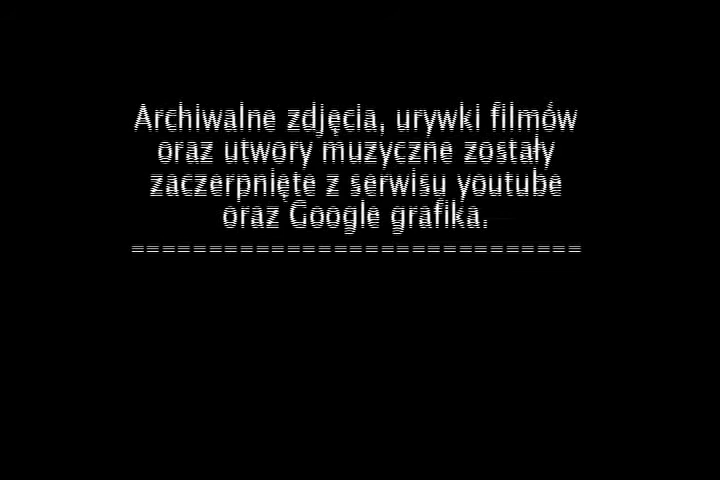 Archiwalne zdjęcia, urywki filmów
oraz utwory muzyczne zostały
zaczerpnięte z serwisu youtube
oraz Google grafika.
==============================